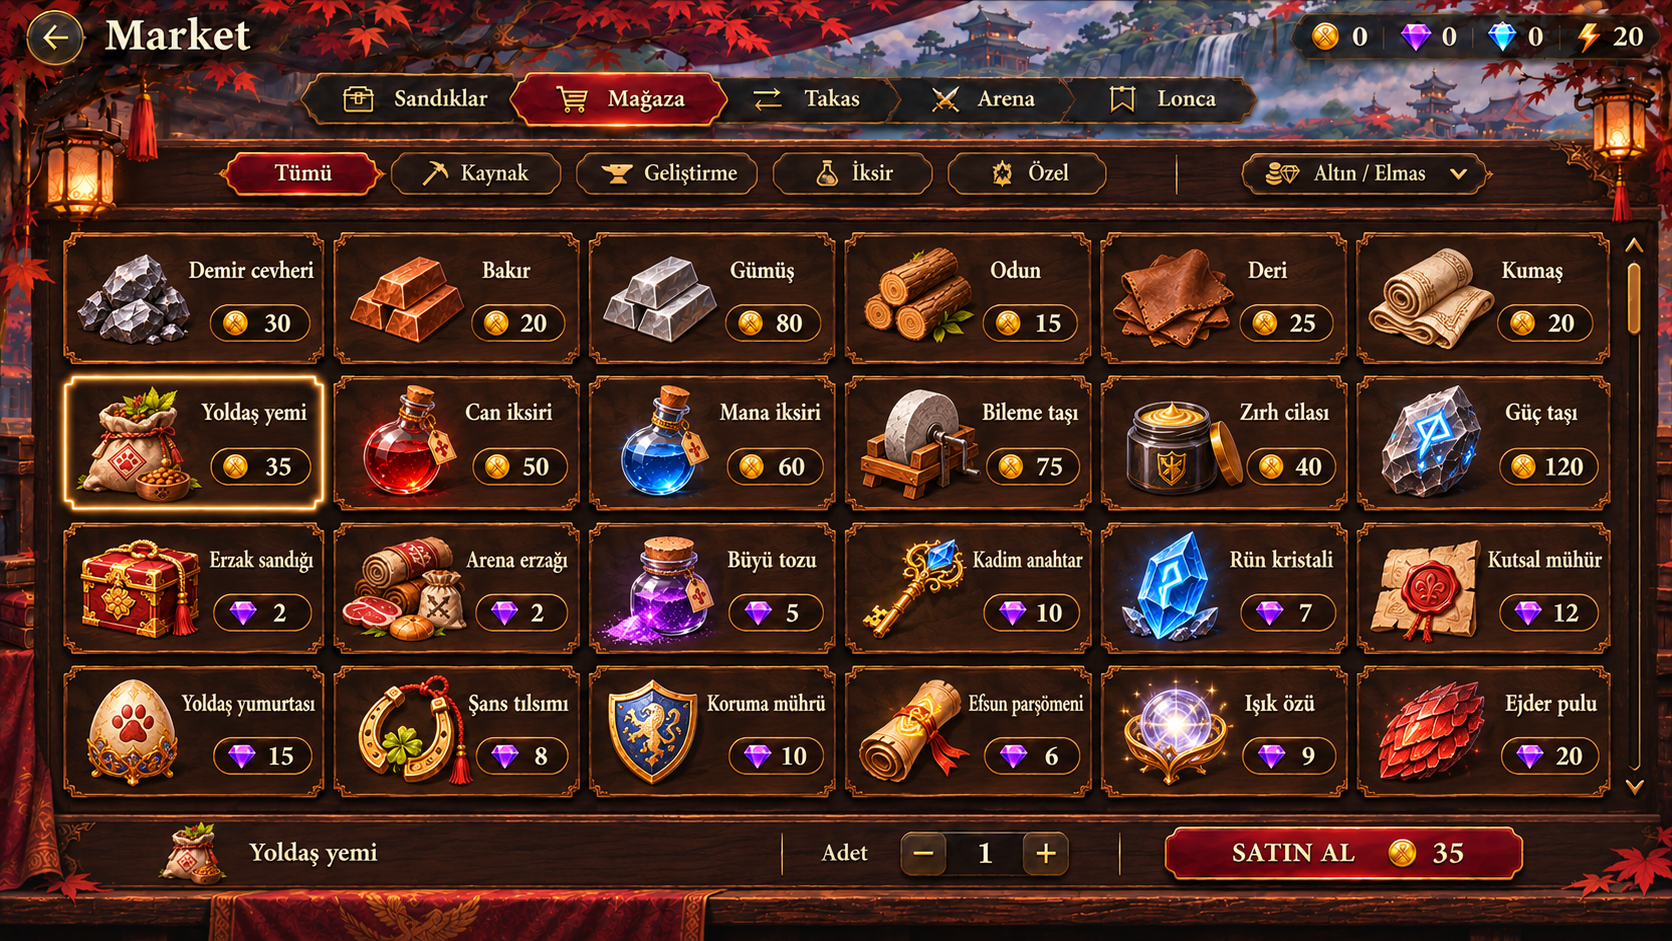 Market
0 0 0 20
Sandıklar Mağaza Takas Arena Lonca
Tümü Kaynak Geliştirme İksir Özel Altın / Elmas
Demir cevheri Bakır Gümüş Odun Deri Kumaş
30 20 80 15 25 20
Yoldaş yemi Can iksiri Mana iksiri Bileme taşı Zırh cilası Güç taşı
35 50 60 75 40 120
Erzak sandığı Arena erzağı Büyü tozu Kadim anahtar Rün kristali Kutsal mühür
2 2 5 10 7 12
Yoldaş yumurtası Şans tılsımı Koruma mührü Efsun parşömeni Işık özü Ejder pulu
15 8 10 6 9 20
Yoldaş yemi Adet − 1 + SATIN AL 35